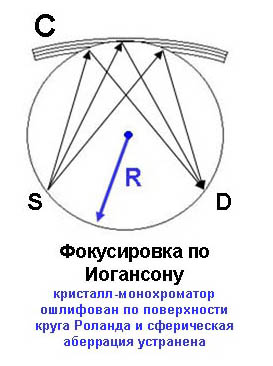 C
R
S
D
Фокусировка по
Иогансону
кристалл-монохроматор
ошлифован по поверхности
круга Роланда и сферическая
аберрация устранена